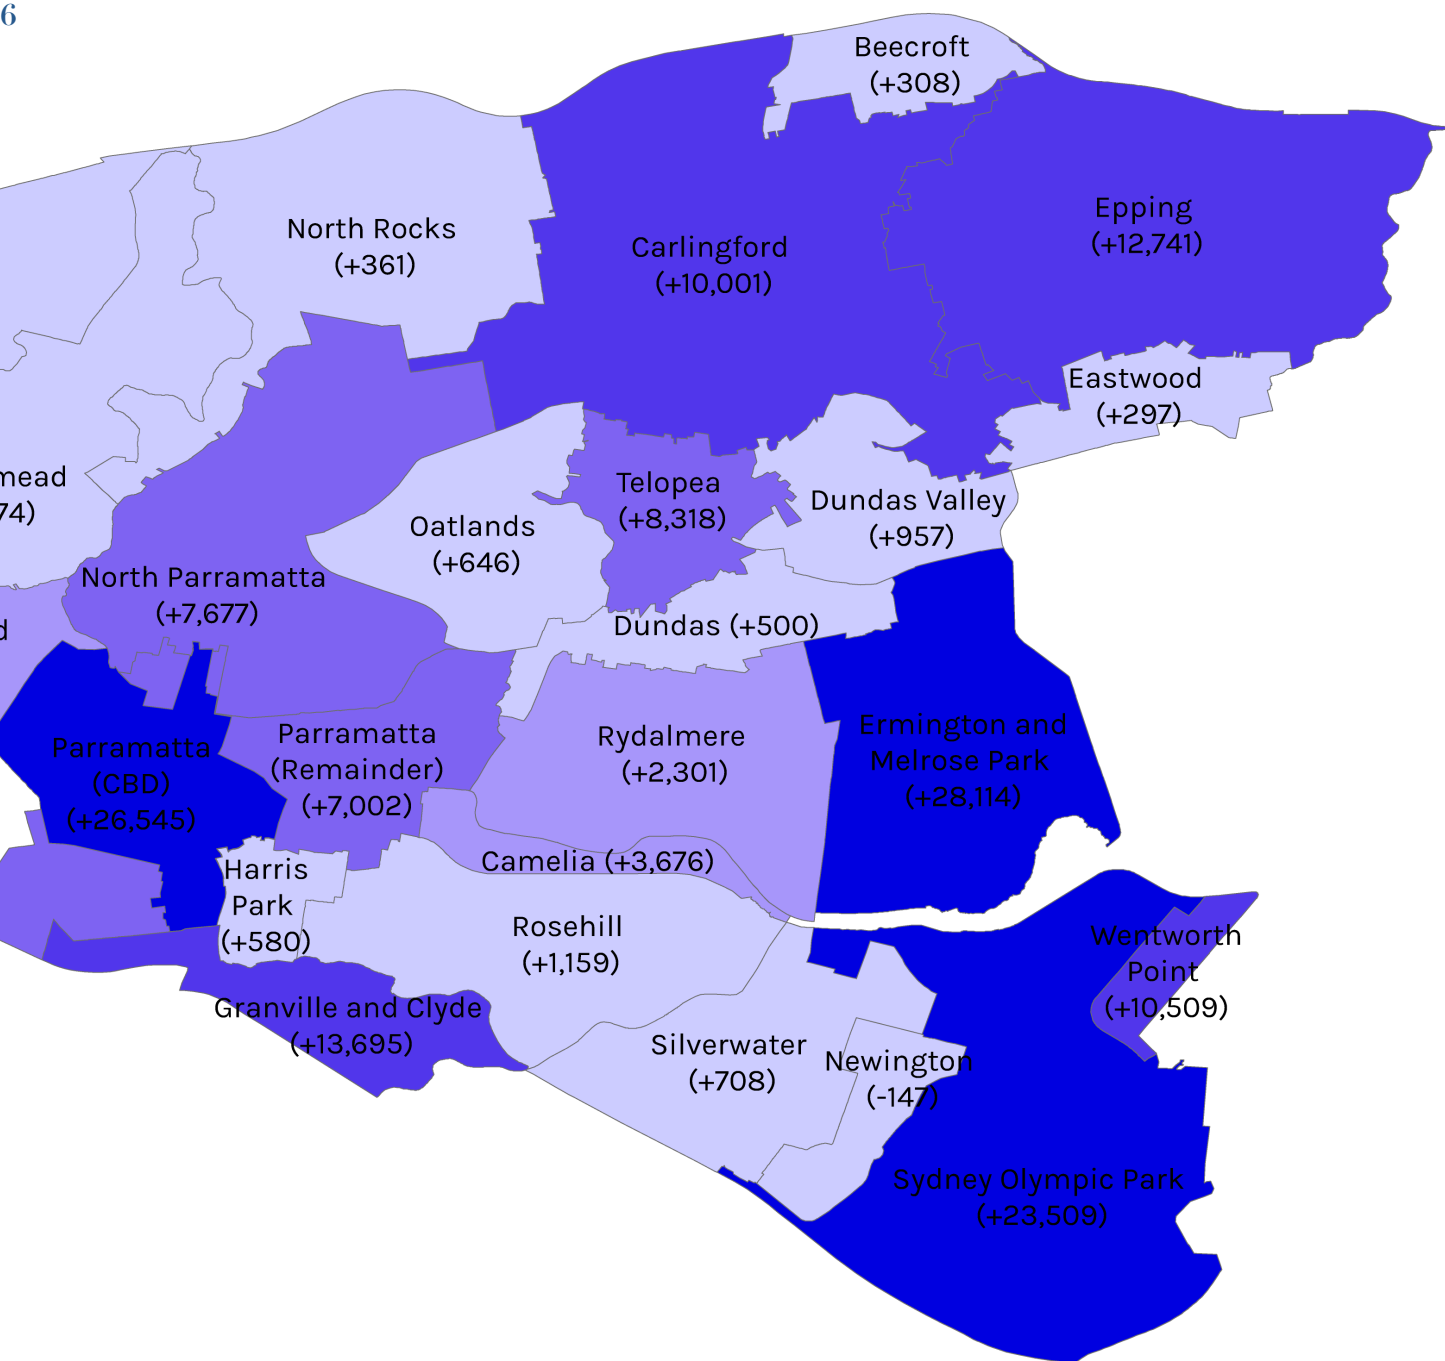 6
Beecroft
(+308)
North Rocks
(+361)
Carlingford
(+10,001)
Epping
(+12,741)
Eastwood
(+297)
mead
74)
Oatlands
(+646)
Telopea
(+8,318)
Dundas Valley
(+957)
North Parramatta
(+7,677)
d
Dundas (+500)
Parramatta
(CBD)
(+26,545)
Parramatta
(Remainder)
(+7,002)
Rydalmere
(+2,301)
Ermington and
Melrose Park
(+28,114)
Camelia (+3,676)
Harris
Park
(+580)
Rosehill
(+1,159)
Wentworth
Point
(+10,509)
Granville and Clyde
(+13,695)
Silverwater
(+708)
Newington
(-147)
Sydney Olympic Park
(+23,509)